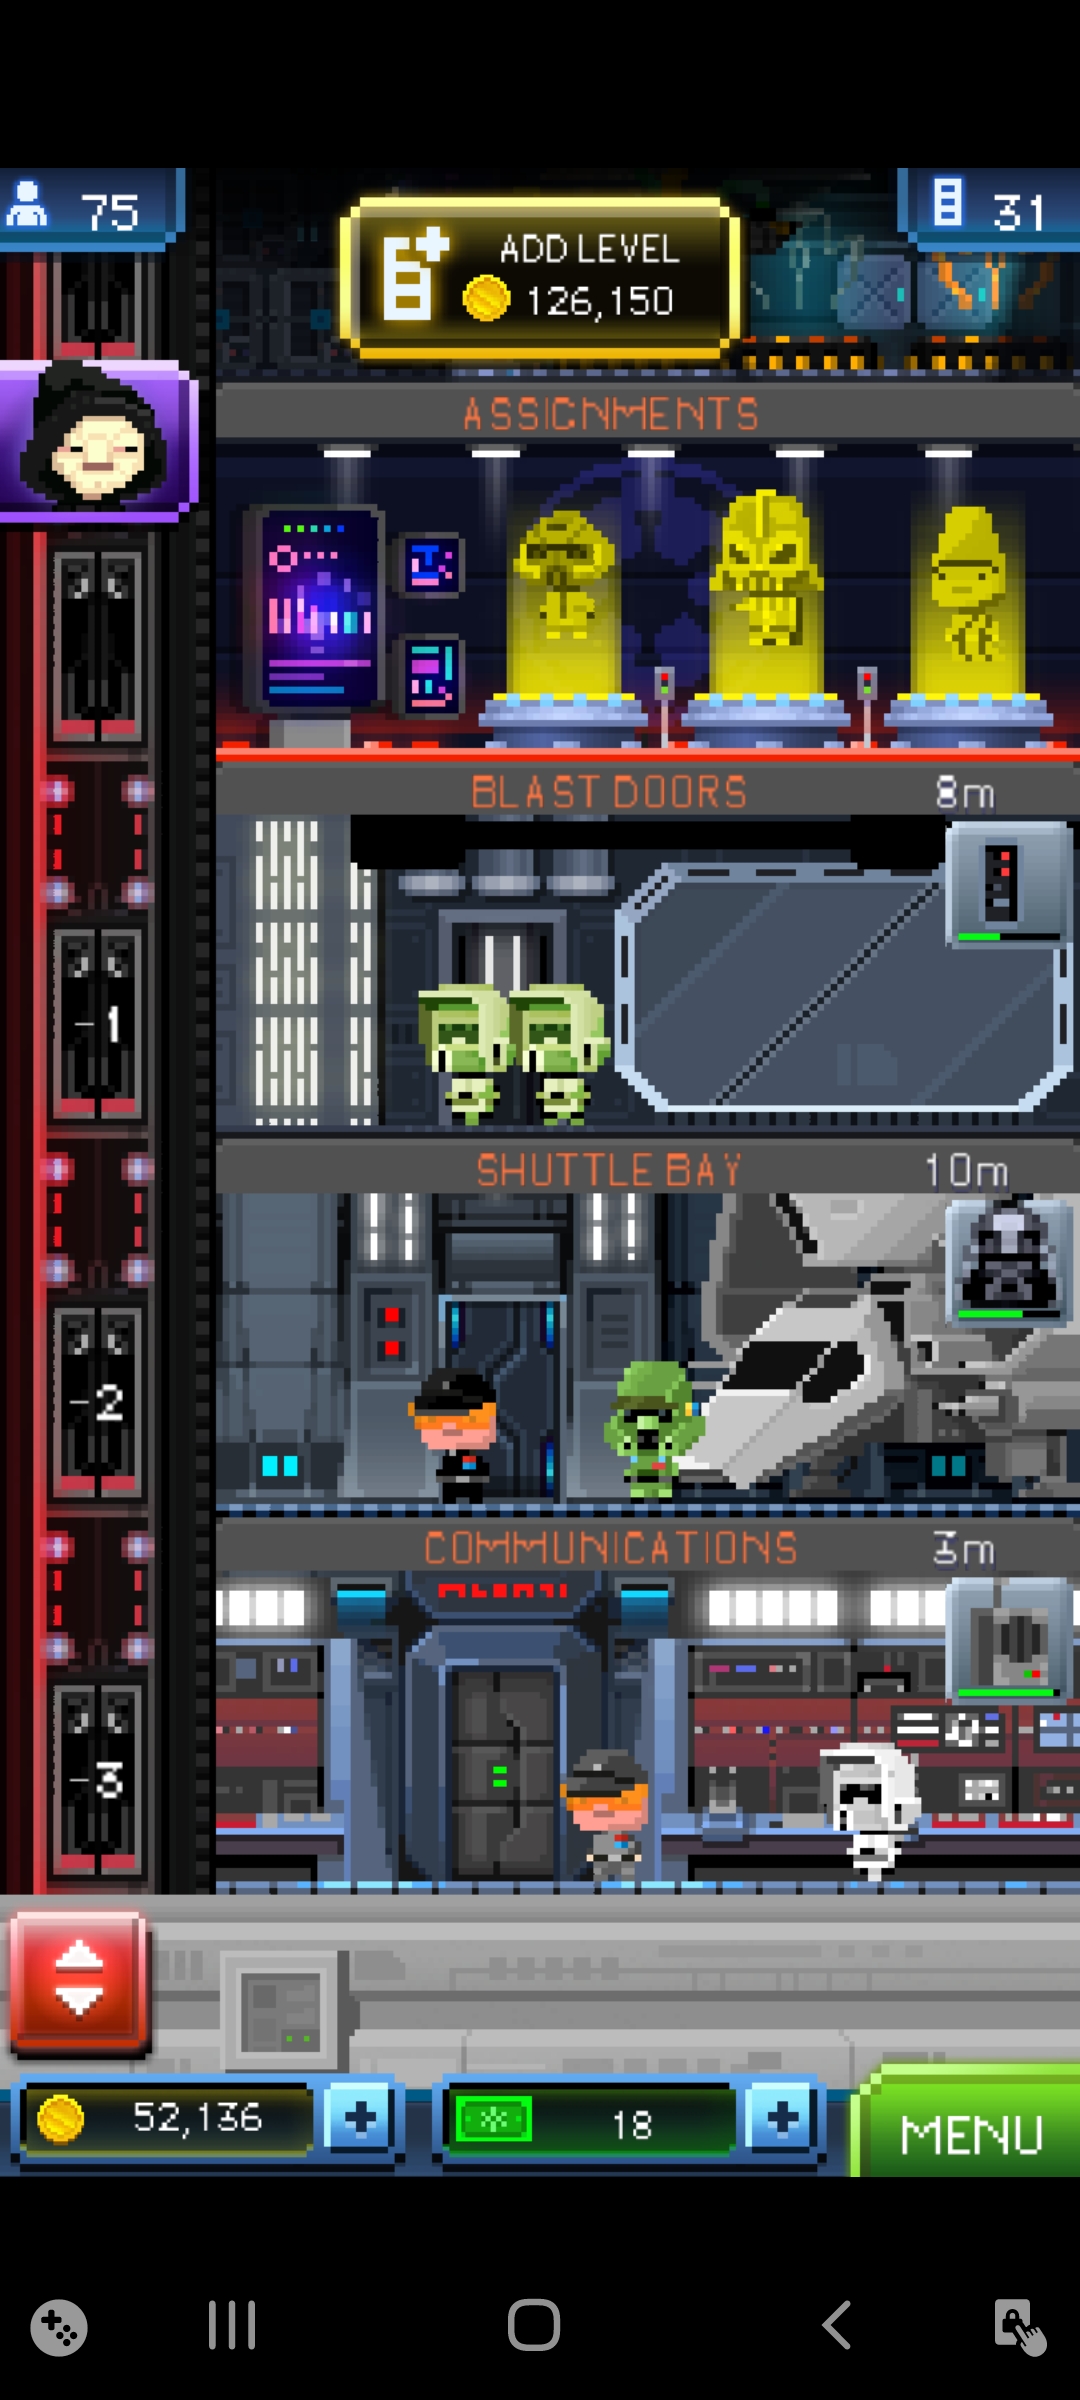 75
ADD LEVEL
126,150
31
ASSIGNMENTS
BLAST DOORS 8m
-1
SHUTTLE BAY 10m
-2
COMMUNICATIONS 3m
-3
52,136
18
MENU